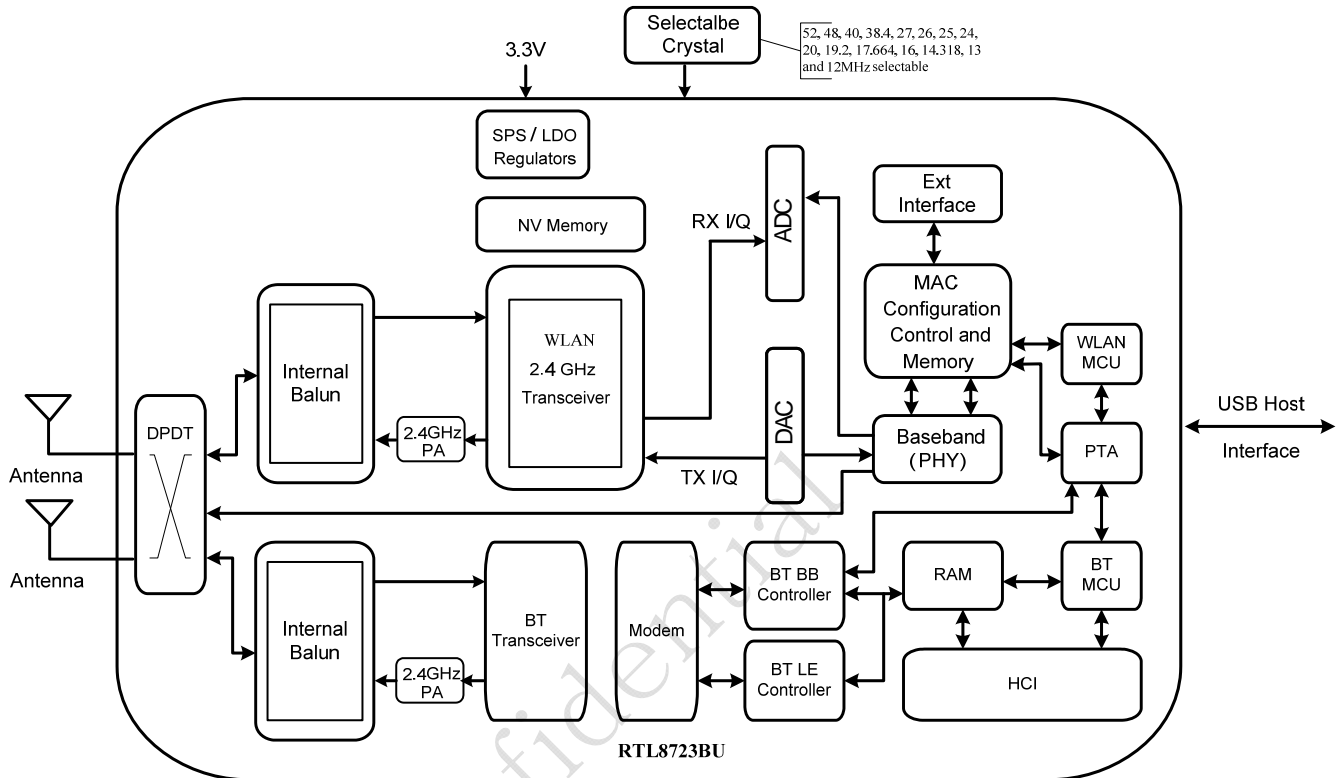 Selectalbe
Crystal
52, 48, 40, 38.4, 27, 26, 25, 24,
20, 19.2, 17.664, 16, 14.318, 13
and 12MHz selectable
3.3V
SPS / LDO
Regulators
NV Memory
RX I/Q
ADC
Ext
Interface
MAC
Configuration
Control and
Memory
WLAN
MCU
Internal
Balun
WLAN
2.4 GHz
Transceiver
2.4GHz
PA
DAC
TX I/Q
Baseband
(PHY)
PTA
USB Host
Interface
DPDT
Antenna
Antenna
Internal
Balun
2.4GHz
PA
BT
Transceiver
Modem
BT BB
Controller
BT LE
Controller
RAM
BT
MCU
HCI
RTL8723BU
fidential